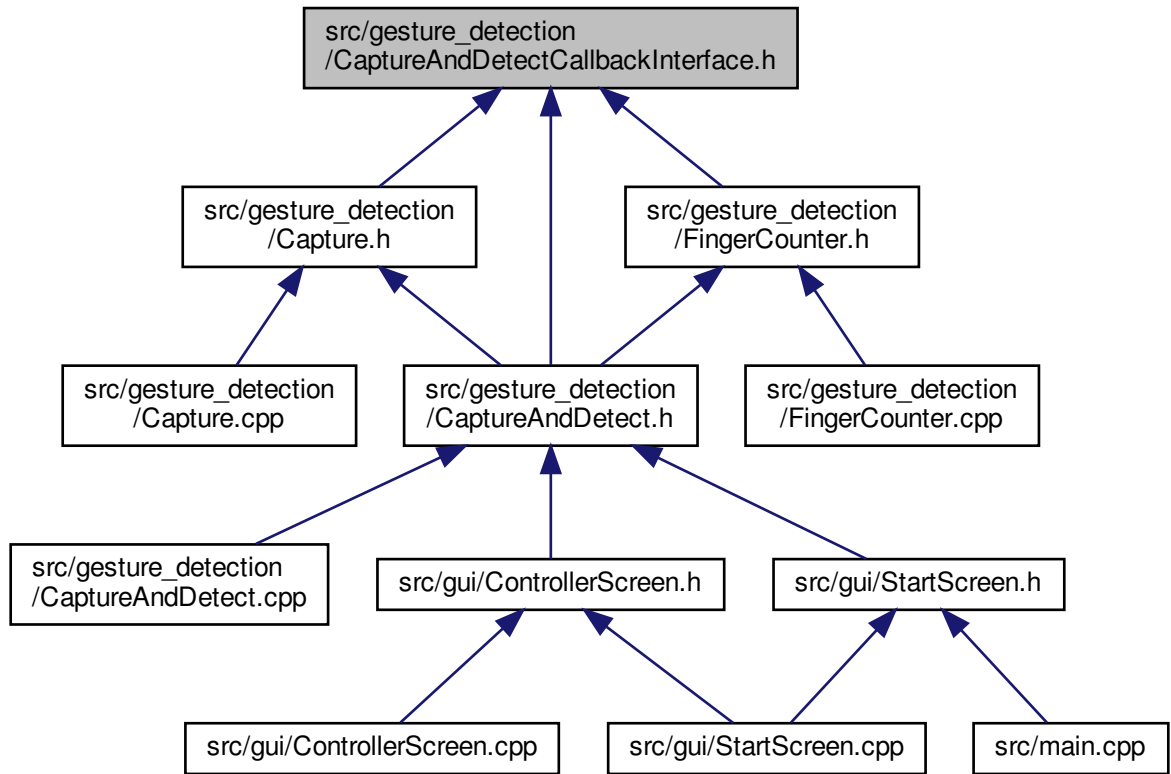 src/gesture_detection
/CaptureAndDetectCallbackInterface.h
src/gesture_detection
/Capture.h
src/gesture_detection
/FingerCounter.h
src/gesture_detection
/Capture.cpp
src/gesture_detection
/CaptureAndDetect.h
src/gesture_detection
/FingerCounter.cpp
src/gesture_detection
/CaptureAndDetect.cpp
src/gui/ControllerScreen.h
src/gui/StartScreen.h
src/gui/ControllerScreen.cpp
src/gui/StartScreen.cpp
src/main.cpp